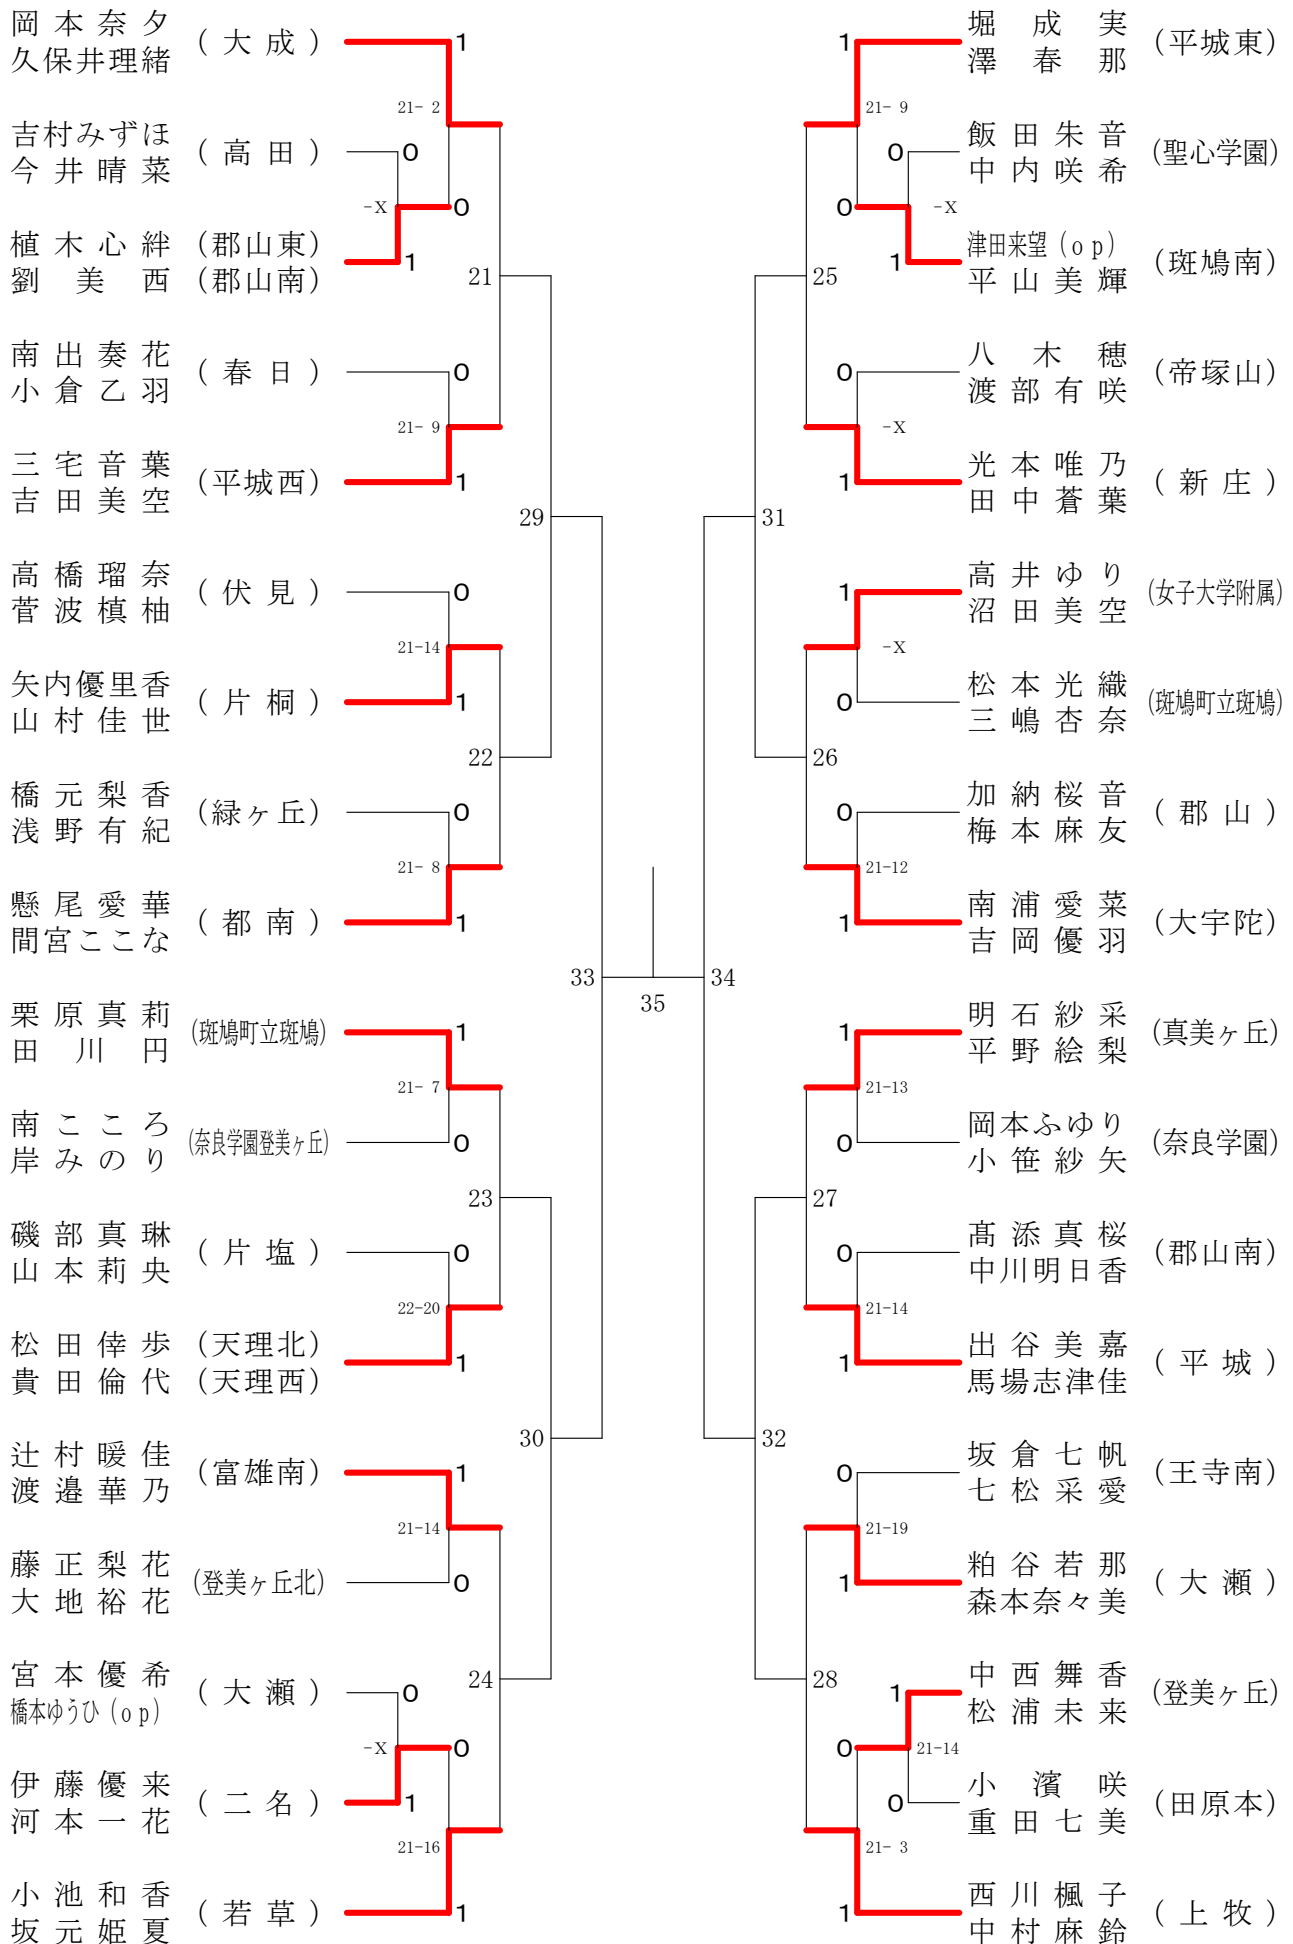 岡本奈夕
久保井理緒
(大成)
1
21- 2
吉村みずほ
今井晴菜
(高田)
0
-X
0
植木心絆 (郡山東)
劉美西 (郡山南)
1
21
南出奏花
小倉乙羽
(春日)
0
21- 9
三宅音葉
吉田美空
(平城西)
1
29
高橋瑠奈
菅波槙柚
(伏見)
0
21-14
矢内優里香
山村佳世
(片桐)
1
22
橋元梨香
浅野有紀
(緑ヶ丘)
0
21- 8
懸尾愛華
間宮ここな
(都南)
1
33
栗原真莉
田川円
(斑鳩町立斑鳩)
1
21- 7
南こころ
岸みのり
(奈良学園登美ヶ丘)
0
23
磯部真琳
山本莉央
(片塩)
0
22-20
松田倖歩 (天理北)
貴田倫代 (天理西)
1
30
辻村暖佳
渡邉華乃
(富雄南)
1
21-14
藤正梨花
大地裕花
(登美ヶ丘北)
0
24
宮本優希
橋本ゆうひ(op)
(大瀬)
0
-X
0
伊藤優来
河本一花
(二名)
1
21-16
小池和香
坂元姫夏
(若草)
1
35
堀成実
澤春那
(平城東)
1
21- 9
飯田朱音
中内咲希
(聖心学園)
0
0
-X
津田来望(op)
平山美輝
(斑鳩南)
1
25
八木穂
渡部有咲
(帝塚山)
0
-X
光本唯乃
田中蒼葉
(新庄)
1
31
高井ゆり
沼田美空
(女子大学附属)
1
-X
松本光織
三嶋杏奈
(斑鳩町立斑鳩)
0
26
加納桜音
梅本麻友
(郡山)
0
21-12
南浦愛菜
吉岡優羽
(大宇陀)
1
34
明石紗采
平野絵梨
(真美ヶ丘)
1
21-13
岡本ふゆり
小笹紗矢
(奈良学園)
0
27
髙添真桜
中川明日香
(郡山南)
0
21-14
出谷美嘉
馬場志津佳
(平城)
1
32
坂倉七帆
七松采愛
(王寺南)
0
21-19
粕谷若那
森本奈々美
(大瀬)
1
28
中西舞香
松浦未来
(登美ヶ丘)
1
0
21-14
小濱咲
重田七美
(田原本)
0
21- 3
西川楓子
中村麻鈴
(上牧)
1